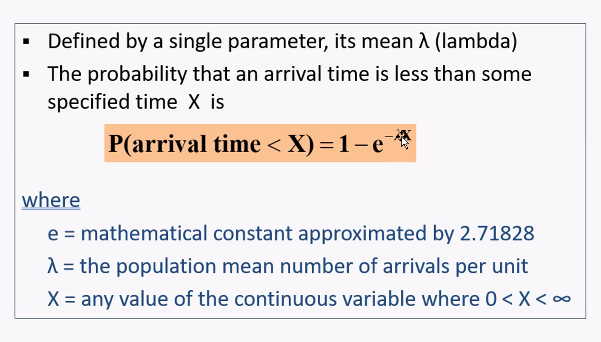 ▪ Defined by a single parameter, its mean λ (lambda)
▪ The probability that an arrival time is less than some
specified time X is
P(arrival time < X) = 1 – e^–λX
where
e = mathematical constant approximated by 2.71828
λ = the population mean number of arrivals per unit
X = any value of the continuous variable where 0 < X < ∞